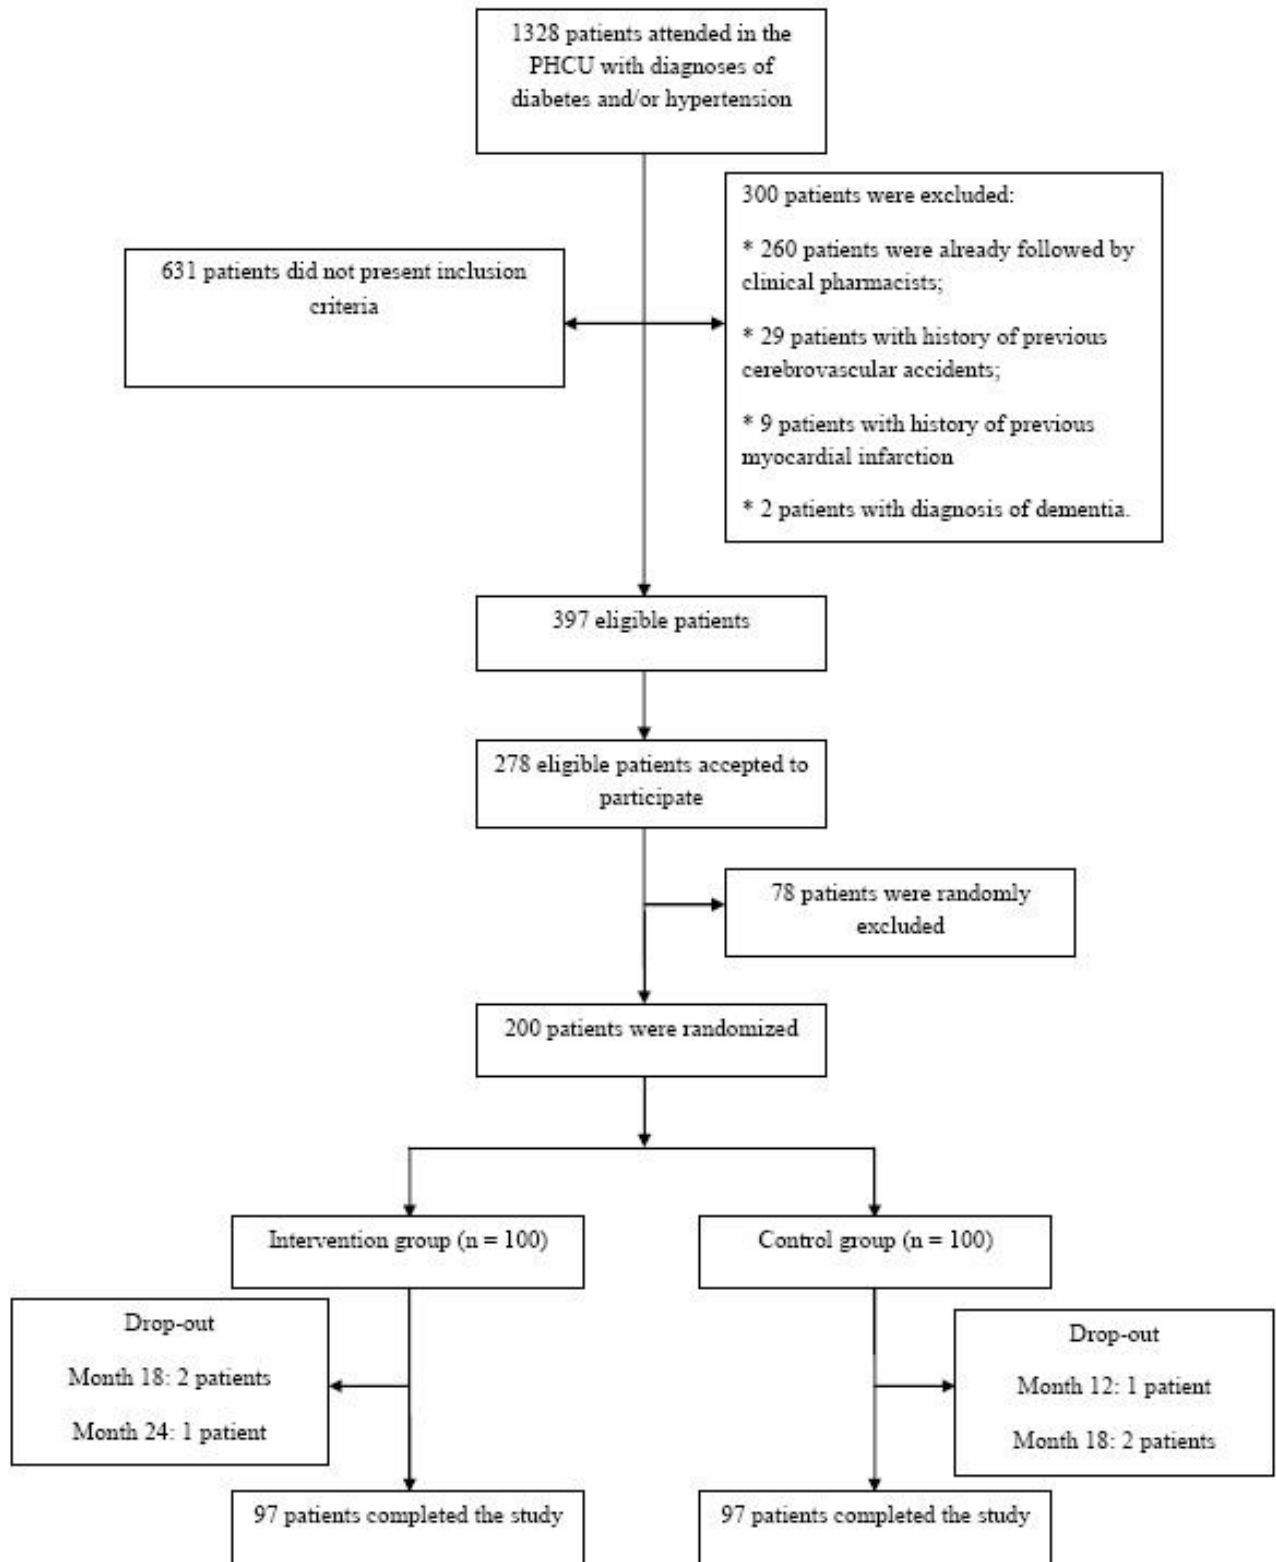 1328 patients attended in the
PHCU with diagnoses of
diabetes and/or hypertension
300 patients were excluded:
* 260 patients were already followed by
clinical pharmacists;
* 29 patients with history of previous
cerebrovascular accidents;
* 9 patients with history of previous
myocardial infarction
* 2 patients with diagnosis of dementia.
631 patients did not present inclusion
criteria
397 eligible patients
278 eligible patients accepted to
participate
78 patients were randomly
excluded
200 patients were randomized
Intervention group (n = 100)
Control group (n = 100)
Drop-out
Month 18: 2 patients
Month 24: 1 patient
Drop-out
Month 12: 1 patient
Month 18: 2 patients
97 patients completed the study
97 patients completed the study